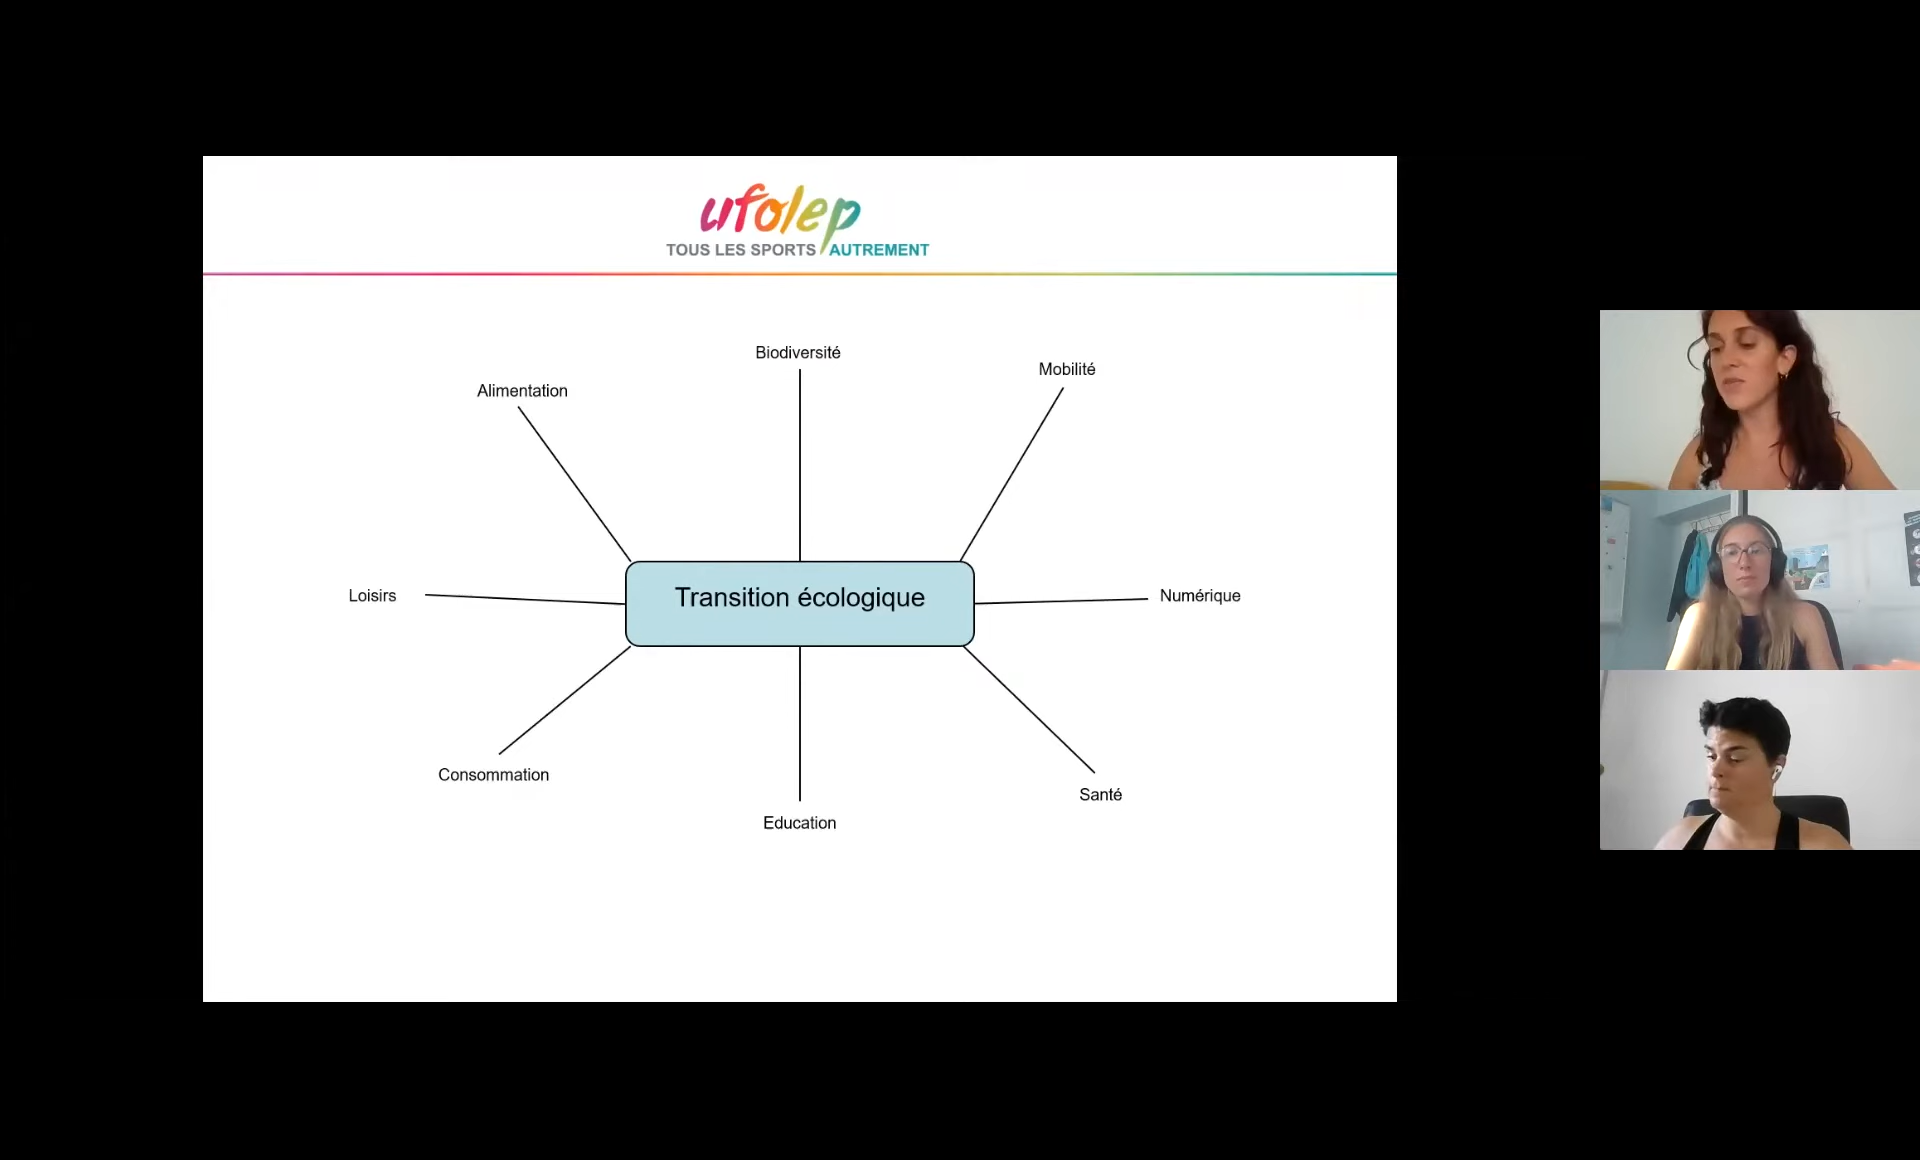 ufolep
TOUS LES SPORTS AUTREMENT
Biodiversité
Mobilité
Alimentation
Loisirs
Transition écologique
Numérique
Consommation
Santé
Education